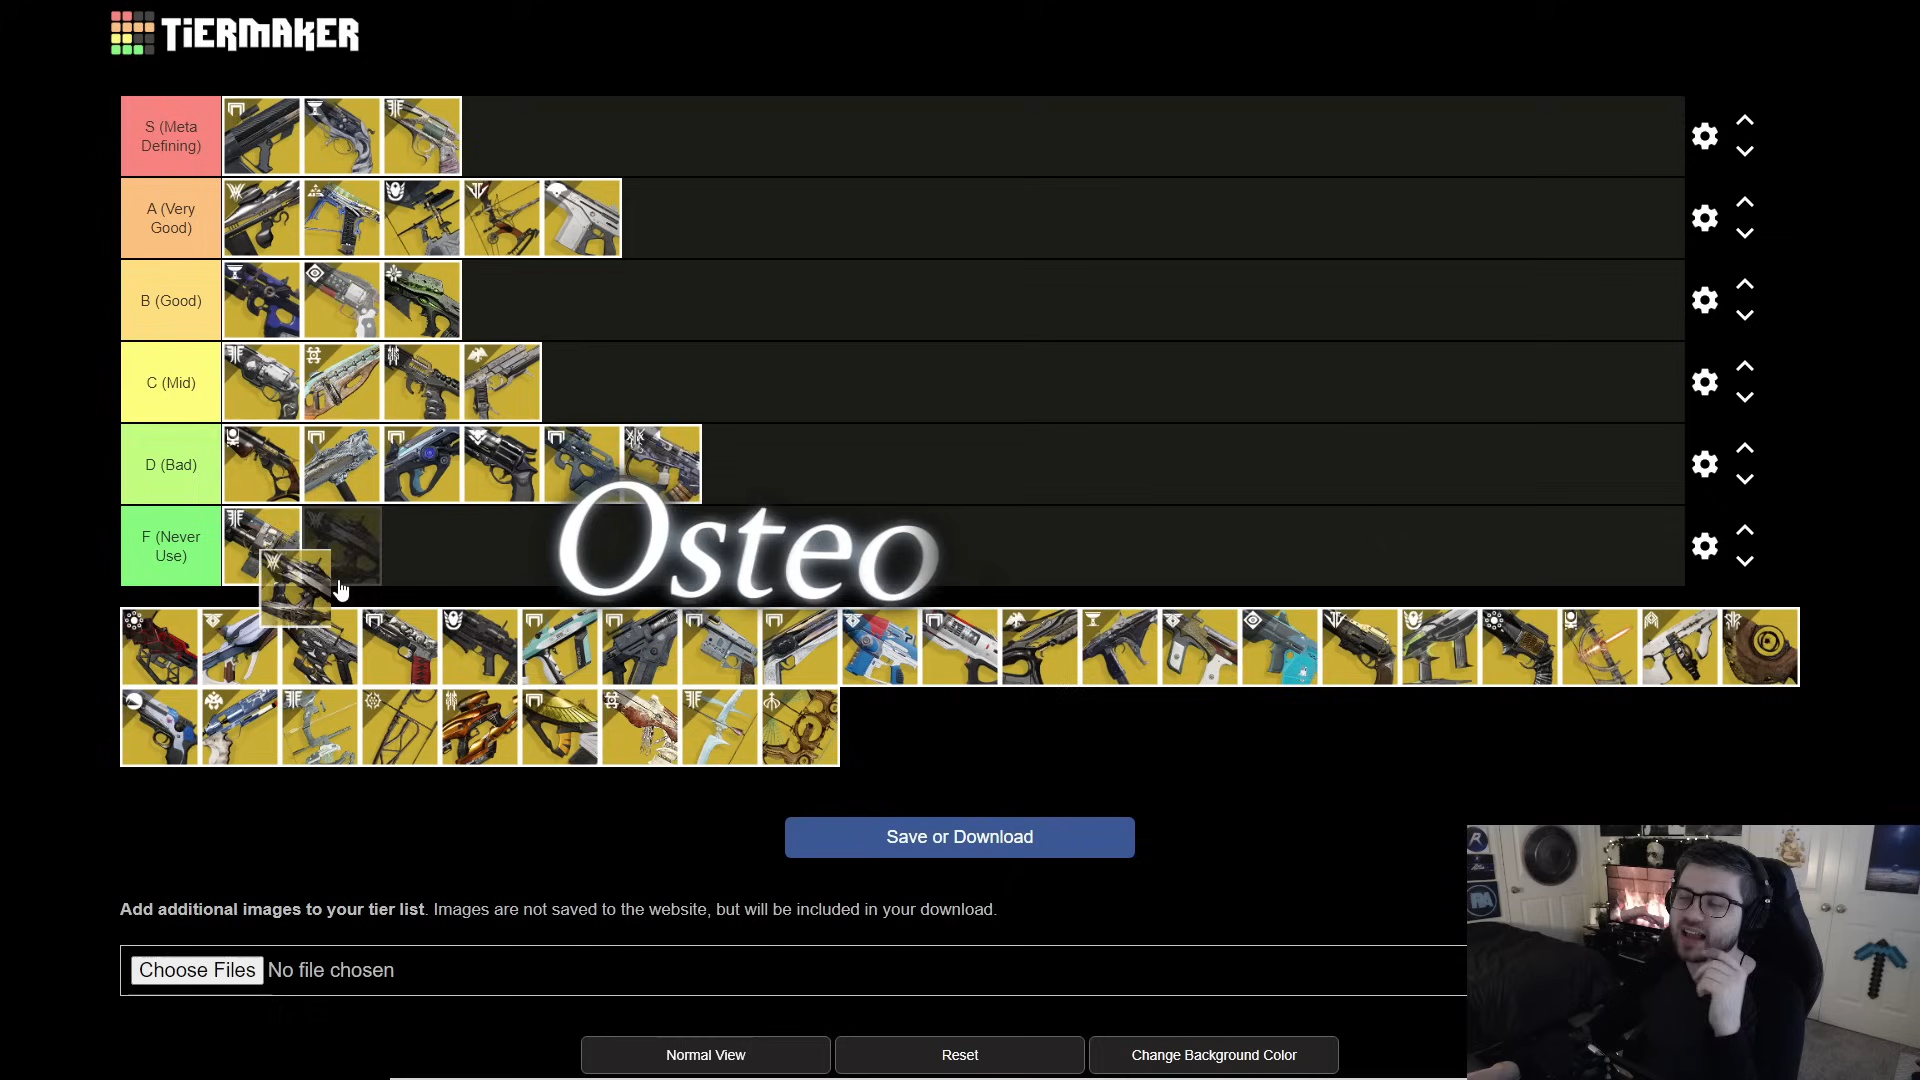 TiERMAKER
S (Meta
Defining)
A (Very
Good)
B (Good)
C (Mid)
D (Bad)
F (Never
Use)
Osteo
Save or Download
Add additional images to your tier list. Images are not saved to the website, but will be included in your download.
Choose Files No file chosen
Normal View
Reset
Change Background Color
RA